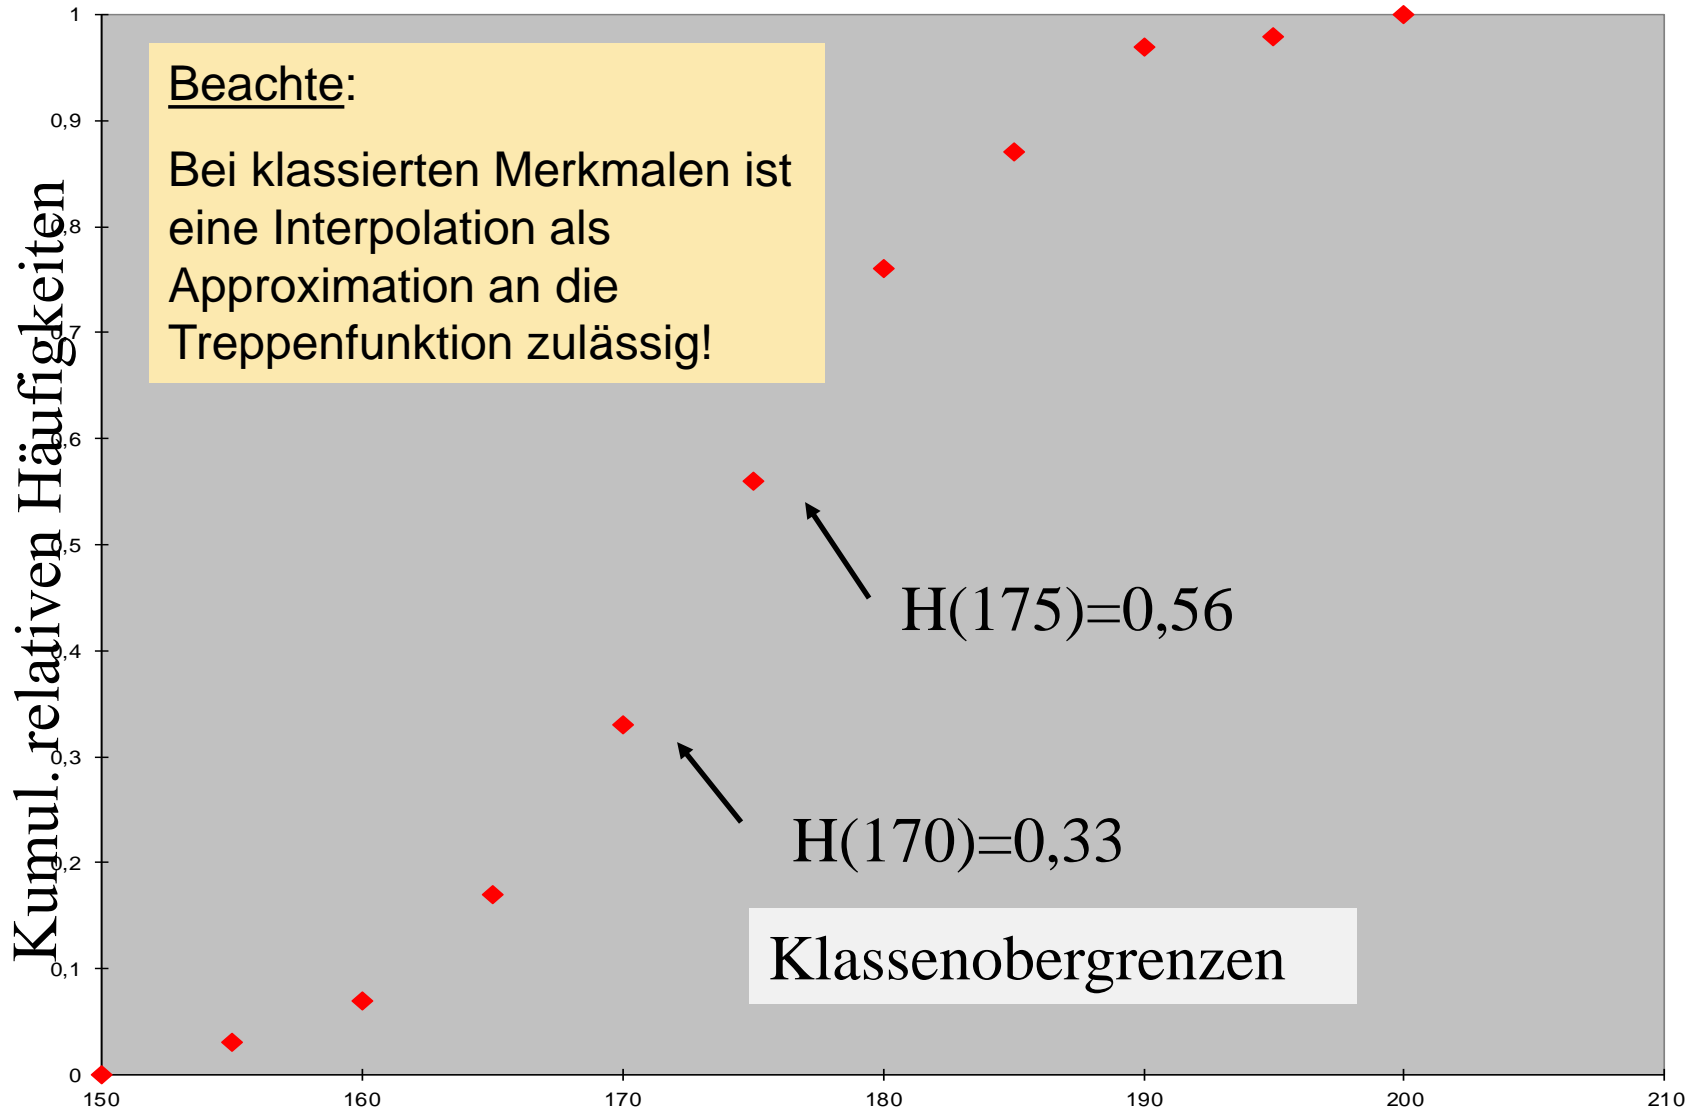 Beachte:
Bei klassierten Merkmalen ist
eine Interpolation als
Approximation an die
Treppenfunktion zulässig!
Kumul. relativen Häufigkeiten
1
0,9
0,8
0,7
0,6
0,5
0,4
0,3
0,2
0,1
0
H(175)=0,56
H(170)=0,33
Klassenobergrenzen
150 160 170 180 190 200 210